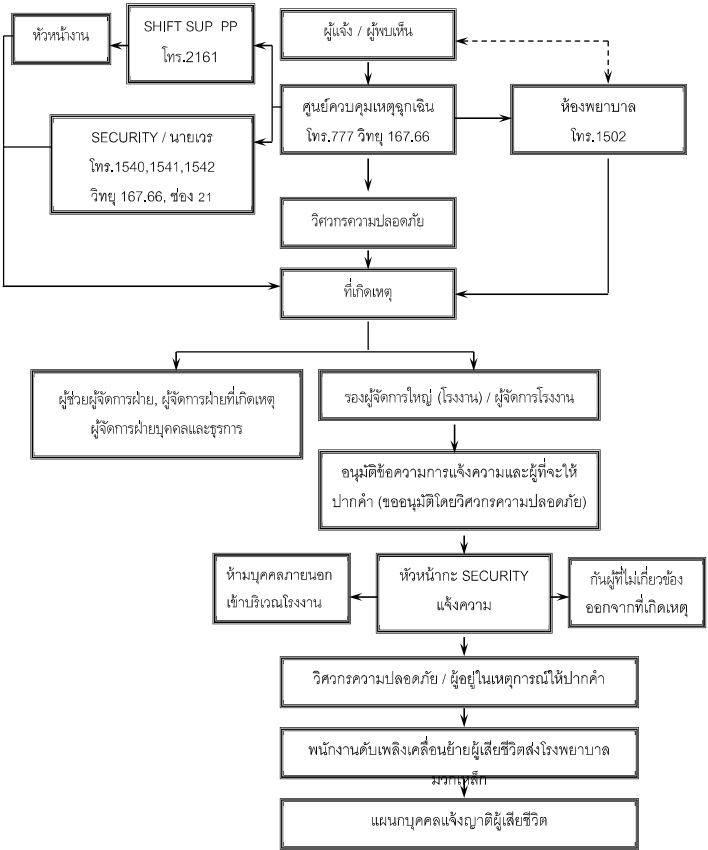 หัวหน้างาน
SHIFT SUP PP
โทร.2161
ผู้แจ้ง / ผู้พบเห็น
ศูนย์ควบคุมเหตุฉุกเฉิน
โทร.777 วิทยุ 167.66
ห้องพยาบาล
โทร.1502
SECURITY / นายเวร
โทร.1540,1541,1542
วิทยุ 167.66, ช่อง 21
วิศวกรความปลอดภัย
ที่เกิดเหตุ
ผู้ช่วยผู้จัดการฝ่าย, ผู้จัดการฝ่ายที่เกิดเหตุ
ผู้จัดการฝ่ายบุคคลและธุรการ
รองผู้จัดการใหญ่ (โรงงาน) / ผู้จัดการโรงงาน
อนุมัติข้อความการแจ้งความและผู้ที่จะให้
ปากคำ (ขออนุมัติโดยวิศวกรความปลอดภัย)
ห้ามบุคคลภายนอก
เข้าบริเวณโรงงาน
หัวหน้ากะ SECURITY
แจ้งความ
กันผู้ที่ไม่เกี่ยวข้อง
ออกจากที่เกิดเหตุ
วิศวกรความปลอดภัย / ผู้อยู่ในเหตุการณ์ให้ปากคำ
พนักงานดับเพลิงเคลื่อนย้ายผู้เสียชีวิตส่งโรงพยาบาล
มวกเหล็ก
แผนกบุคคลแจ้งญาติผู้เสียชีวิต